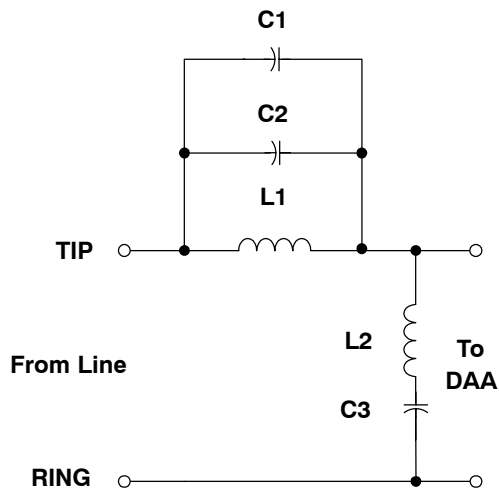 C1
C2
L1
TIP
L2
To
DAA
From Line
C3
RING